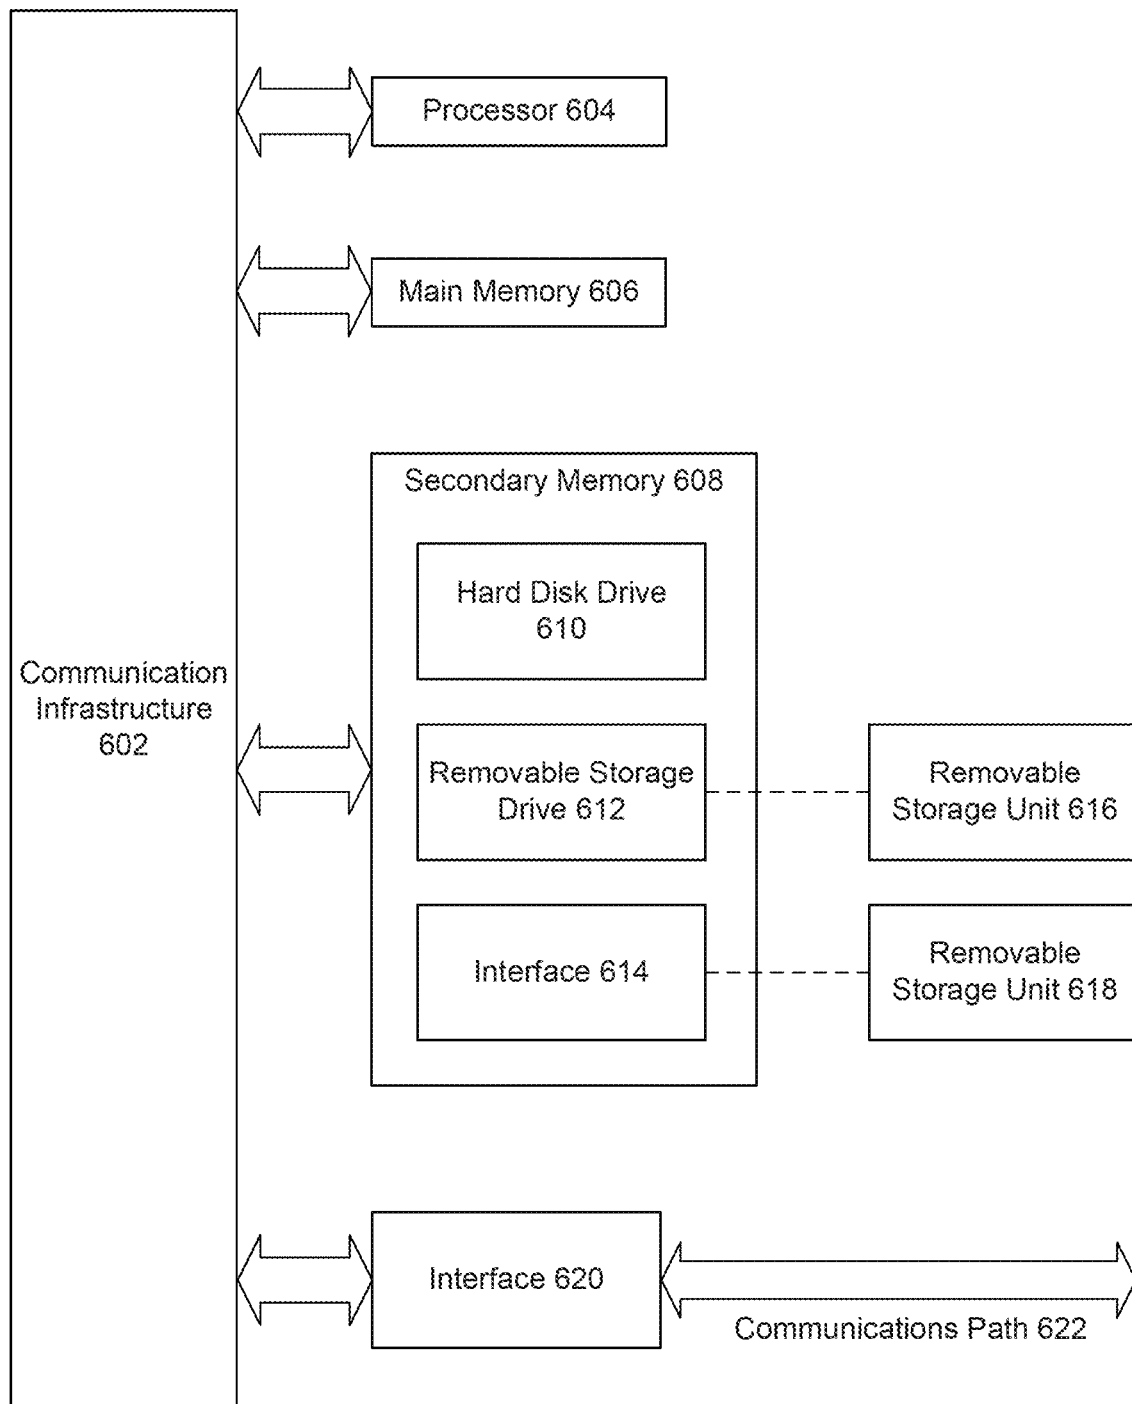 Processor 604
Main Memory 606
Secondary Memory 608
Hard Disk Drive
610
Communication
Infrastructure
602
Removable Storage
Drive 612
Removable
Storage Unit 616
Interface 614
Removable
Storage Unit 618
Interface 620
Communications Path 622